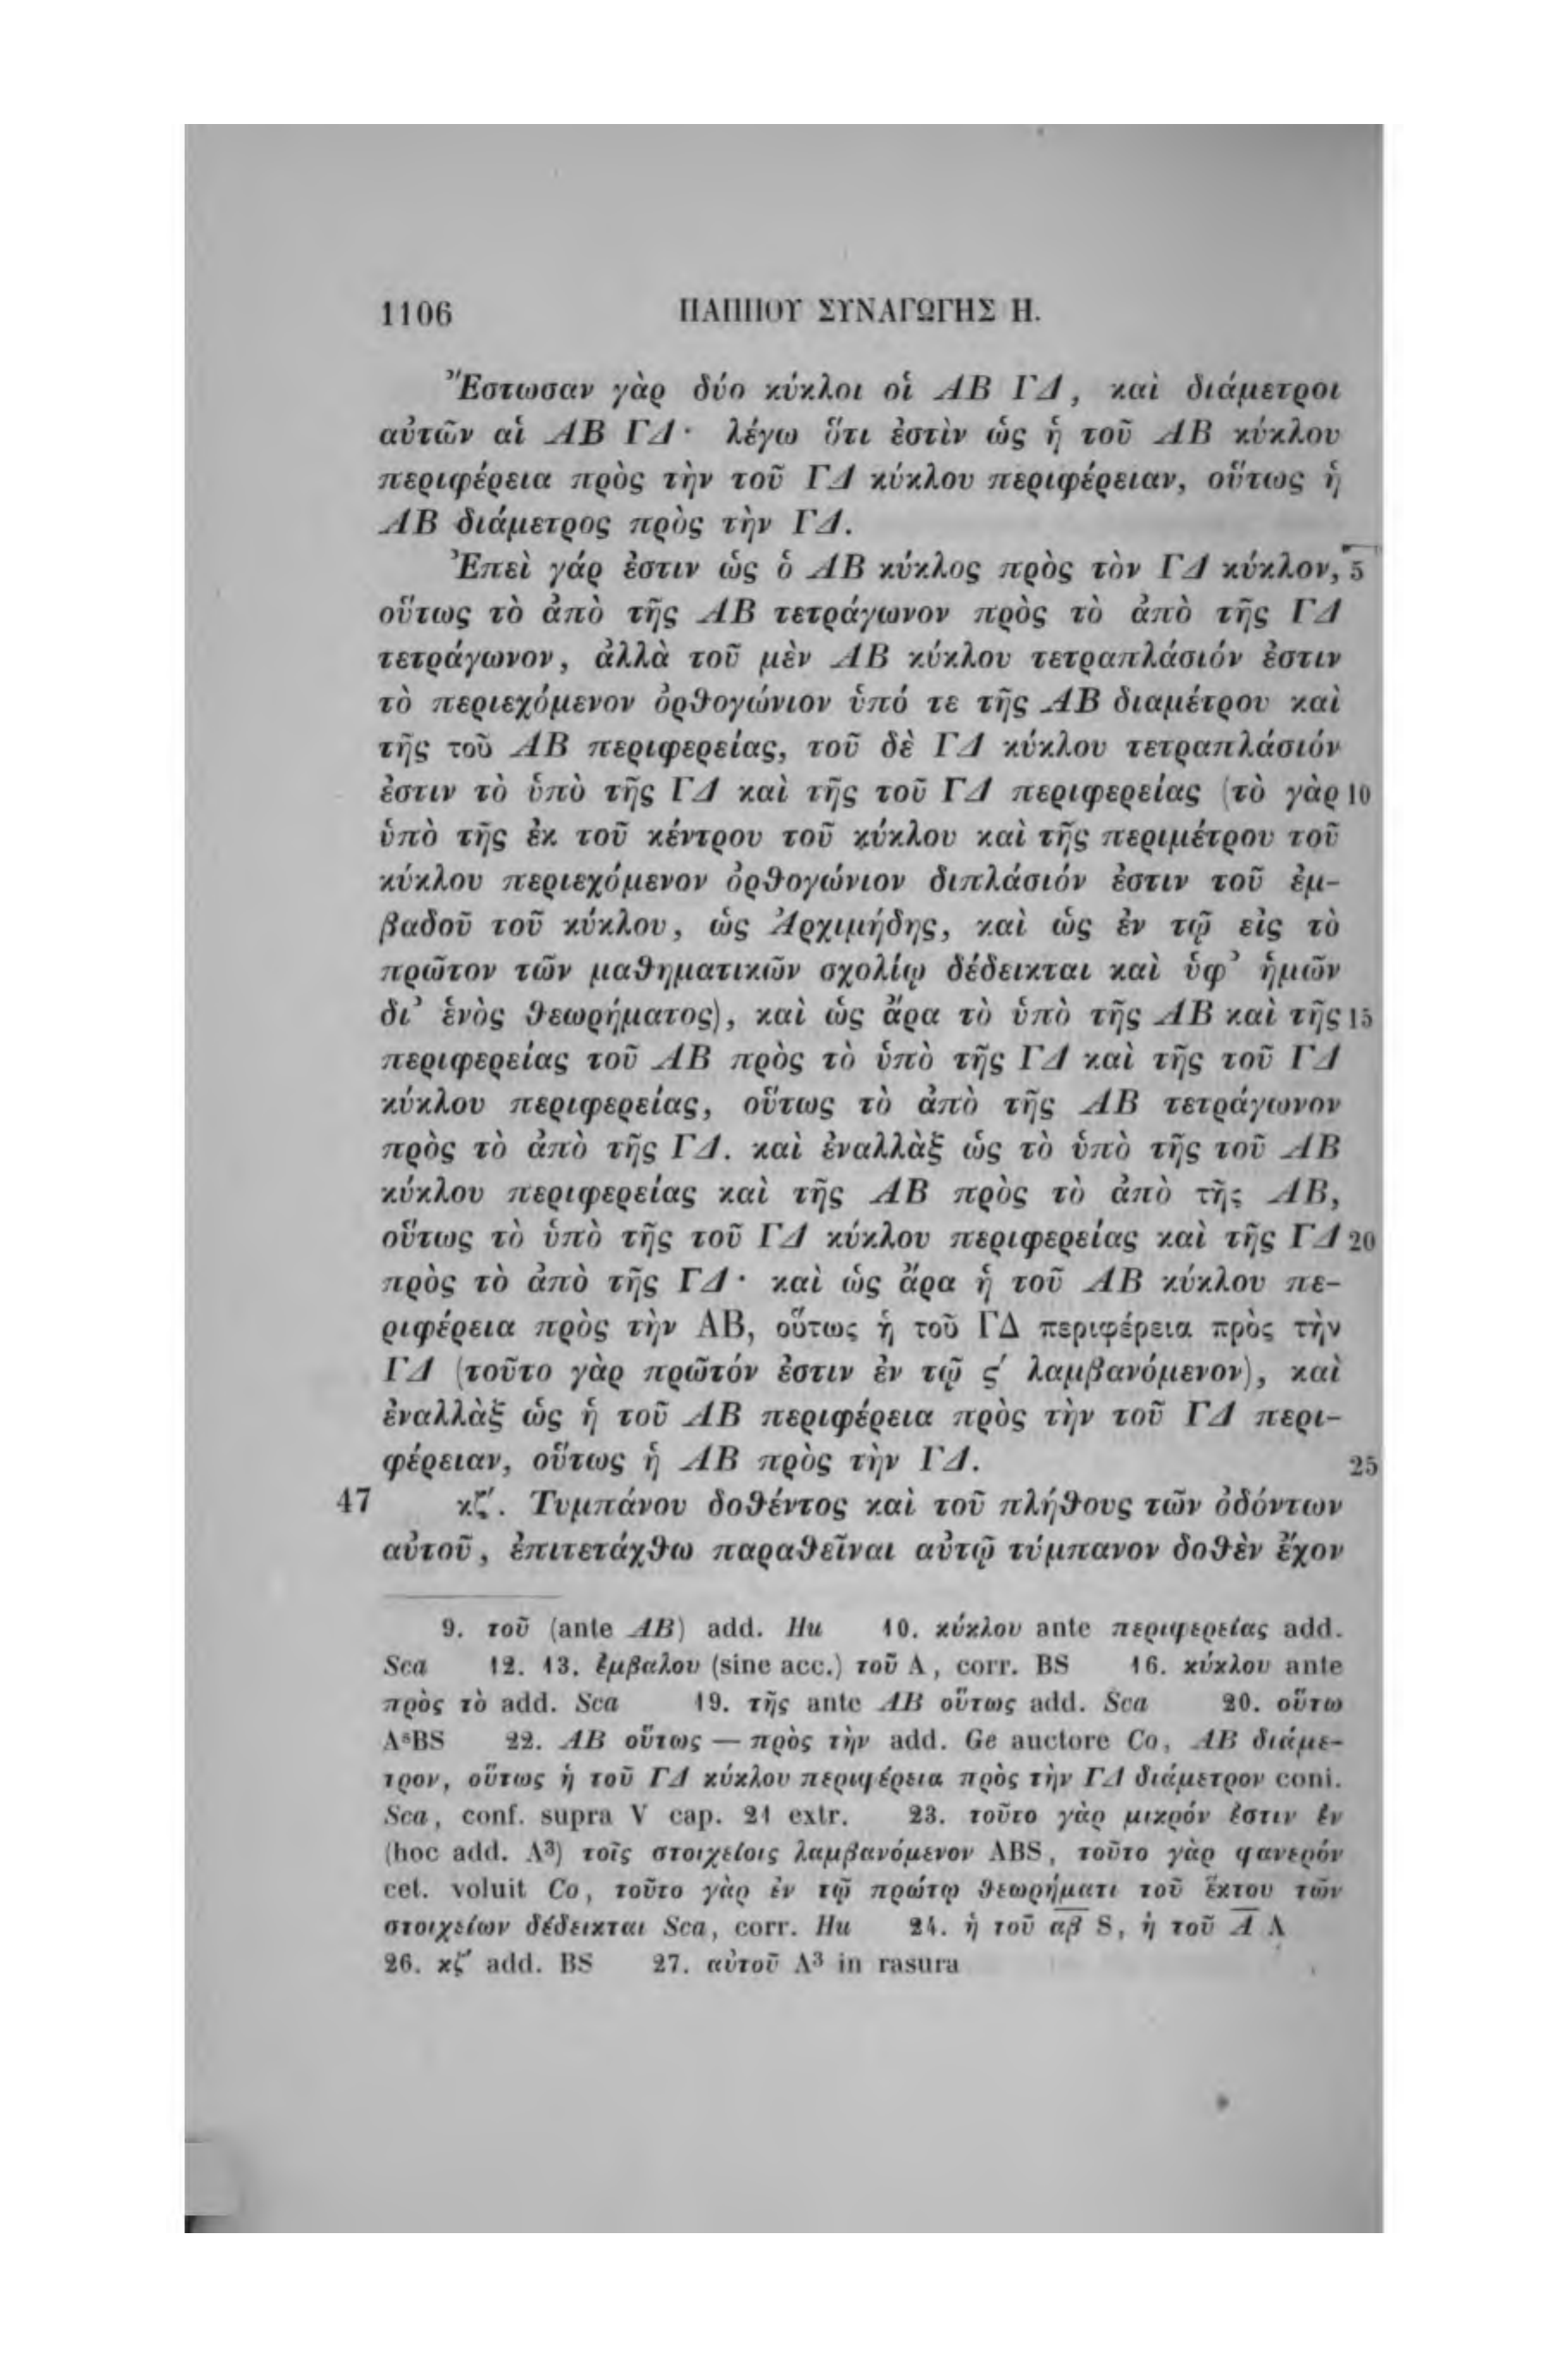 1106 ΠΑΠΠΟΥ ΣΥΝΑΓΩΓΗΣ Η.
Ἔστωσαν γὰρ δύο κύκλοι οἱ ΑΒ ΓΔ, καὶ διάμετροι
αὐτῶν αἱ ΑΒ ΓΔ· λέγω ὅτι ἐστὶν ὡς ἡ τοῦ ΑΒ κύκλου
περιφέρεια πρὸς τὴν τοῦ ΓΔ κύκλου περιφέρειαν, οὕτως ἡ
ΑΒ διάμετρος πρὸς τὴν ΓΔ.
Ἐπεὶ γάρ ἐστιν ὡς ὁ ΑΒ κύκλος πρὸς τὸν ΓΔ κύκλον, 5
οὕτως τὸ ἀπὸ τῆς ΑΒ τετράγωνον πρὸς τὸ ἀπὸ τῆς ΓΔ
τετράγωνον, ἀλλὰ τοῦ μὲν ΑΒ κύκλου τετραπλάσιόν ἐστιν
τὸ περιεχόμενον ὀρθογώνιον ὑπό τε τῆς ΑΒ διαμέτρου καὶ
τῆς τοῦ ΑΒ περιφερείας, τοῦ δὲ ΓΔ κύκλου τετραπλάσιόν
ἐστιν τὸ ὑπὸ τῆς ΓΔ καὶ τῆς τοῦ ΓΔ περιφερείας (τὸ γὰρ 10
ὑπὸ τῆς ἐκ τοῦ κέντρου τοῦ κύκλου καὶ τῆς περιμέτρου τοῦ
κύκλου περιεχόμενον ὀρθογώνιον διπλάσιόν ἐστιν τοῦ ἐμ-
βαδοῦ τοῦ κύκλου, ὡς Ἀρχιμήδης, καὶ ὡς ἐν τῷ εἰς τὸ
πρῶτον τῶν μαθηματικῶν σχολίῳ δέδεικται καὶ ὑφ᾽ ἡμῶν
δι᾽ ἑνὸς θεωρήματος), καὶ ὡς ἄρα τὸ ὑπὸ τῆς ΑΒ καὶ τῆς 15
περιφερείας τοῦ ΑΒ πρὸς τὸ ὑπὸ τῆς ΓΔ καὶ τῆς τοῦ ΓΔ
κύκλου περιφερείας, οὕτως τὸ ἀπὸ τῆς ΑΒ τετράγωνον
πρὸς τὸ ἀπὸ τῆς ΓΔ. καὶ ἐναλλὰξ ὡς τὸ ὑπὸ τῆς τοῦ ΑΒ
κύκλου περιφερείας καὶ τῆς ΑΒ πρὸς τὸ ἀπὸ τῆς ΑΒ,
οὕτως τὸ ὑπὸ τῆς τοῦ ΓΔ κύκλου περιφερείας καὶ τῆς ΓΔ 20
πρὸς τὸ ἀπὸ τῆς ΓΔ· καὶ ὡς ἄρα ἡ τοῦ ΑΒ κύκλου πε-
ριφέρεια πρὸς τὴν ΑΒ, οὕτως ἡ τοῦ ΓΔ περιφέρεια πρὸς τὴν
ΓΔ (τοῦτο γὰρ πρῶτόν ἐστιν ἐν τῷ ς΄ λαμβανόμενον), καὶ
ἐναλλὰξ ὡς ἡ τοῦ ΑΒ περιφέρεια πρὸς τὴν τοῦ ΓΔ περι-
φέρειαν, οὕτως ἡ ΑΒ πρὸς τὴν ΓΔ. 25
47 κζ΄. Τυμπάνου δοθέντος καὶ τοῦ πλήθους τῶν ὀδόντων
αὐτοῦ, ἐπιτετάχθω παραθεῖναι αὐτῷ τύμπανον δοθὲν ἔχον
9. τοῦ (ante ΑΒ) add. Hu 10. κύκλου ante περιφερείας add.
Sca 12. 13. ἐμβαλου (sine acc.) τοῦ A, corr. BS 16. κύκλου ante
πρὸς τὸ add. Sca 19. τῆς ante ΑΒ οὕτως add. Sca 20. οὕτω
AˢBS 22. ΑΒ οὕτως — πρὸς τὴν add. Ge auctore Co, ΑΒ διάμε-
τρον, οὕτως ἡ τοῦ ΓΔ κύκλου περιφέρεια πρὸς τὴν ΓΔ διάμετρον coni.
Sca, conf. supra V cap. 21 extr. 23. τοῦτο γὰρ μικρόν ἐστιν ἐν
(hoc add. A³) τοῖς στοιχείοις λαμβανόμενον ABS, τοῦτο γὰρ φανερόν
cet. voluit Co, τοῦτο γὰρ ἐν τῷ πρώτῳ θεωρήματι τοῦ ἕκτου τῶν
στοιχείων δέδεικται Sca, corr. Hu 24. ἡ τοῦ α̅β̅ S, ἡ τοῦ Α̅ A
26. κζ΄ add. BS 27. αὐτοῦ A³ in rasura